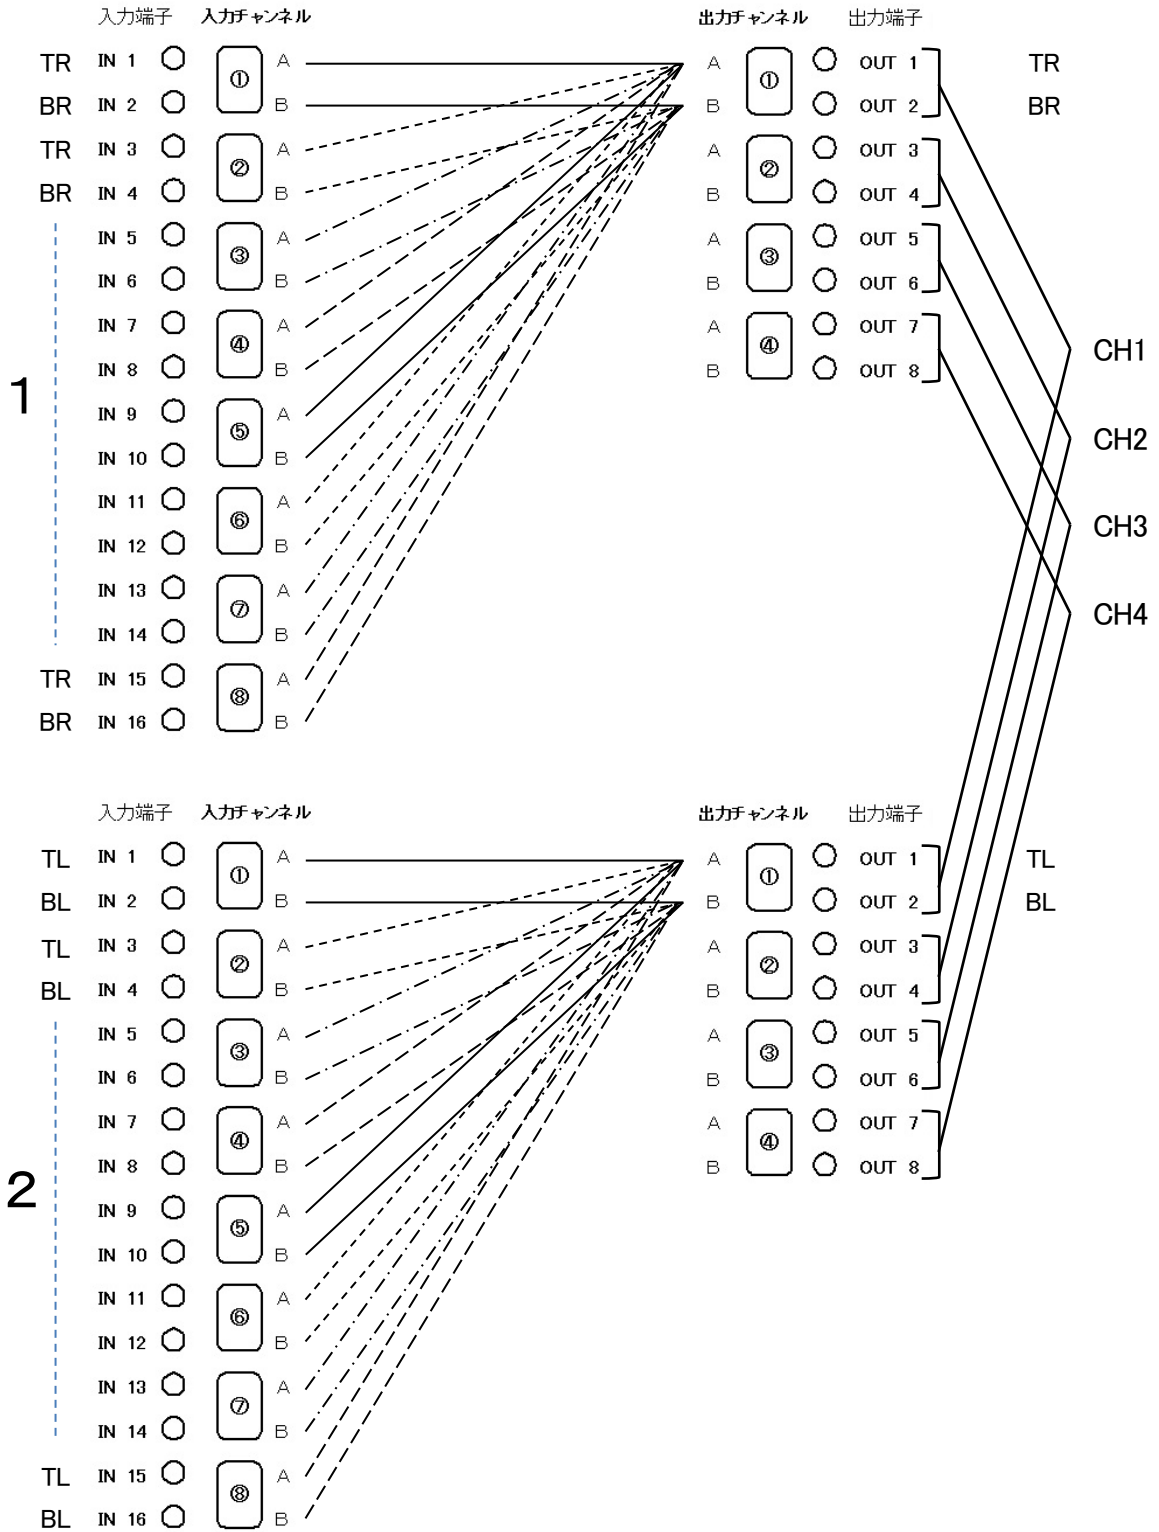 入力端子 入力チャンネル 出力チャンネル 出力端子
TR IN 1 ① A A ① OUT 1 TR
BR IN 2 B B OUT 2 BR
TR IN 3 ② A A ② OUT 3
BR IN 4 B B OUT 4
IN 5 ③ A A ③ OUT 5
IN 6 B B OUT 6
IN 7 ④ A A ④ OUT 7
CH1
IN 8 B B OUT 8
1
IN 9 ⑤ A
CH2
IN 10 B
IN 11 ⑥ A
CH3
IN 12 B
IN 13 ⑦ A
CH4
IN 14 B
TR IN 15 ⑧ A
BR IN 16 B
入力端子 入力チャンネル 出力チャンネル 出力端子
TL IN 1 ① A A ① OUT 1 TL
BL IN 2 B B OUT 2 BL
TL IN 3 ② A A ② OUT 3
BL IN 4 B B OUT 4
IN 5 ③ A A ③ OUT 5
IN 6 B B OUT 6
IN 7 ④ A A ④ OUT 7
IN 8 B B OUT 8
2
IN 9 ⑤ A
IN 10 B
IN 11 ⑥ A
IN 12 B
IN 13 ⑦ A
IN 14 B
TL IN 15 ⑧ A
BL IN 16 B